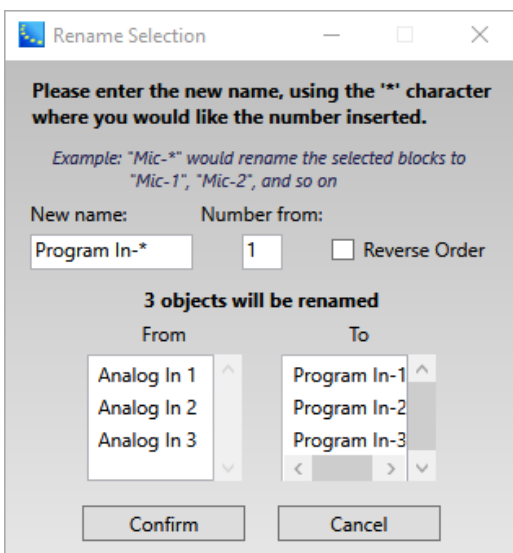 Rename Selection
Please enter the new name, using the '*' character
where you would like the number inserted.
Example: "Mic-*" would rename the selected blocks to
"Mic-1", "Mic-2", and so on
New name: Number from:
Program In-* 1 Reverse Order
3 objects will be renamed
From To
Analog In 1 Program In-1
Analog In 2 Program In-2
Analog In 3 Program In-3
Confirm Cancel